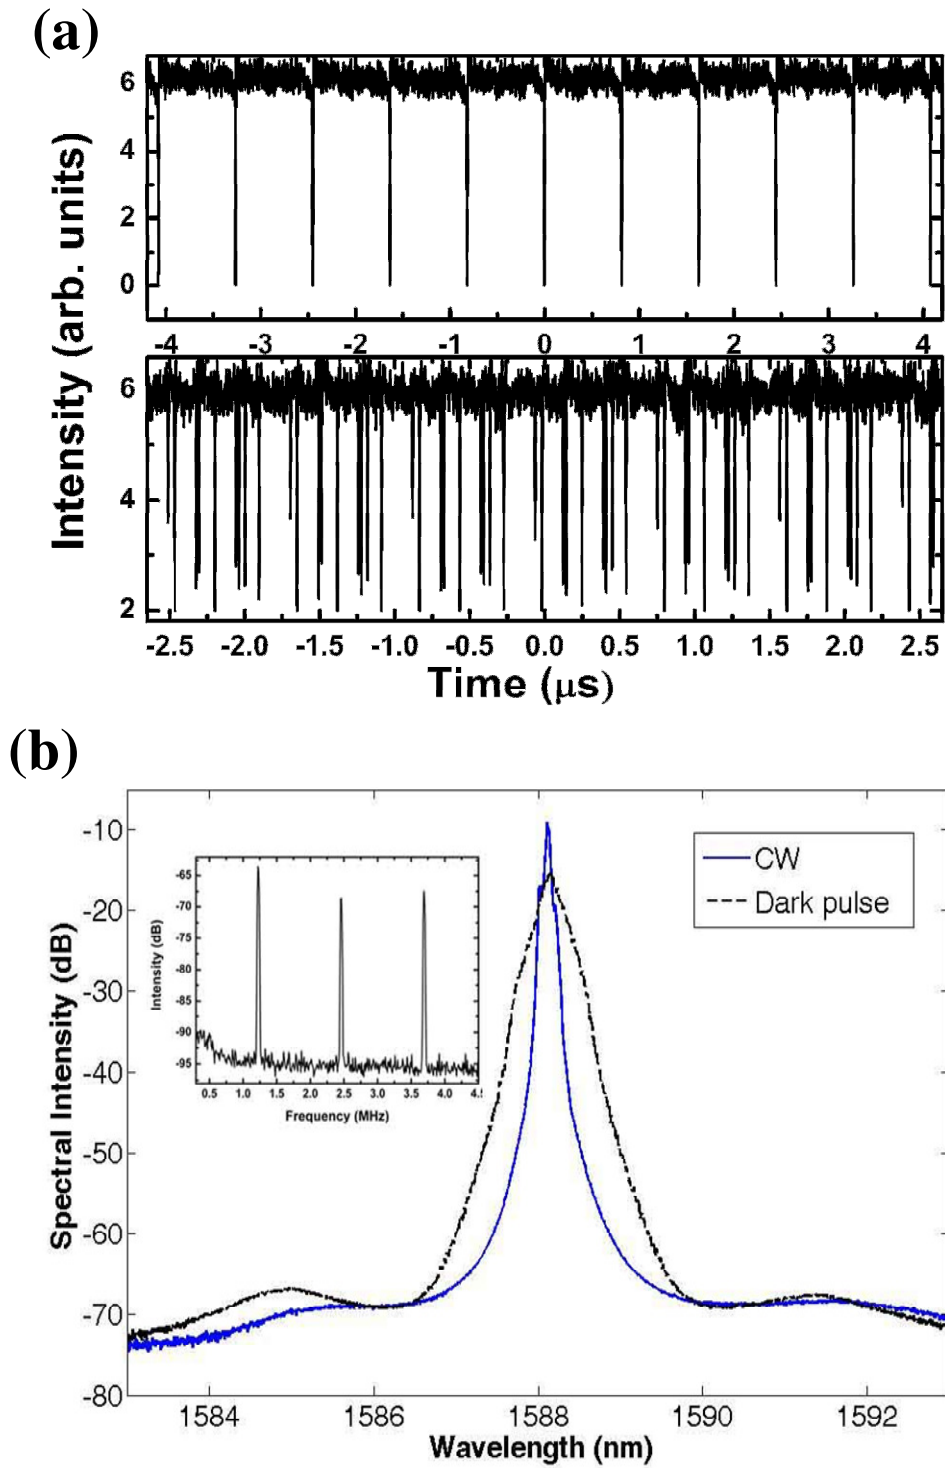 (a)
Intensity (arb. units)
6
4
2
0
-4 -3 -2 -1 0 1 2 3 4
6
4
2
-2.5 -2.0 -1.5 -1.0 -0.5 0.0 0.5 1.0 1.5 2.0 2.5
Time (μs)
(b)
Spectral Intensity (dB)
-10
-20
-30
-40
-50
-60
-70
-80
1584 1586 1588 1590 1592
Wavelength (nm)
CW
Dark pulse
Intensity (dB)
-65
-70
-75
-80
-85
-90
-95
0.5 1.0 1.5 2.0 2.5 3.0 3.5 4.0 4.5
Frequency (MHz)